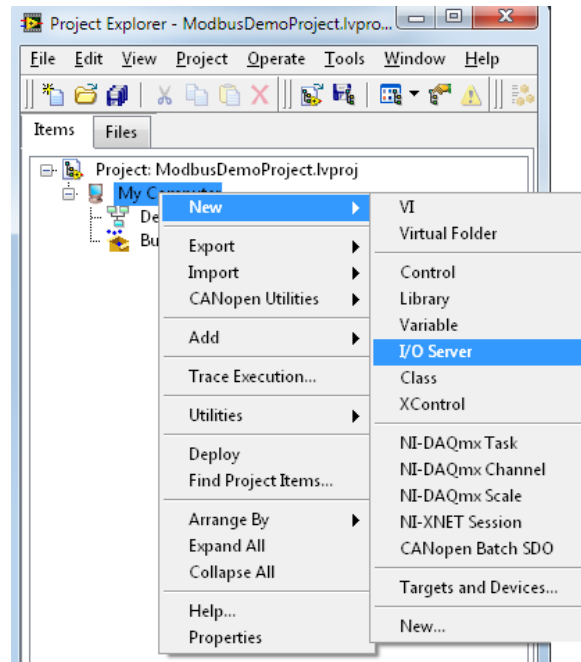 Project Explorer - ModbusDemoProject.lvpro...
File Edit View Project Operate Tools Window Help
Items Files
Project: ModbusDemoProject.lvproj
My Computer
De
Bu
New
Export
Import
CANopen Utilities
Add
Trace Execution...
Utilities
Deploy
Find Project Items...
Arrange By
Expand All
Collapse All
Help...
Properties
VI
Virtual Folder
Control
Library
Variable
I/O Server
Class
XControl
NI-DAQmx Task
NI-DAQmx Channel
NI-DAQmx Scale
NI-XNET Session
CANopen Batch SDO
Targets and Devices...
New...